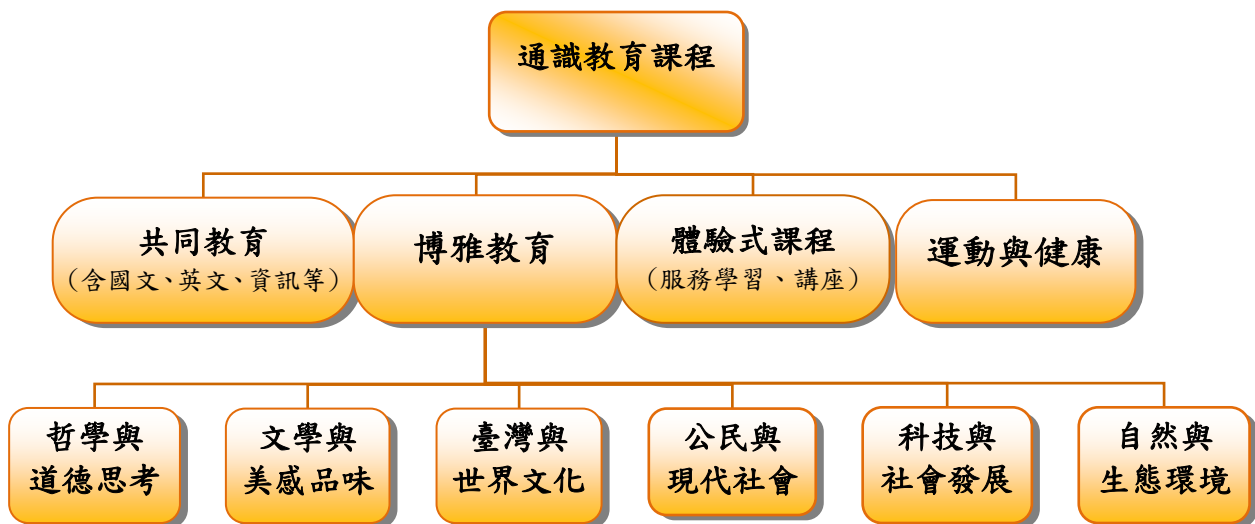 通識教育課程
共同教育
（含國文、英文、資訊等）
博雅教育
體驗式課程
（服務學習、講座）
運動與健康
哲學與
道德思考
文學與
美感品味
臺灣與
世界文化
公民與
現代社會
科技與
社會發展
自然與
生態環境